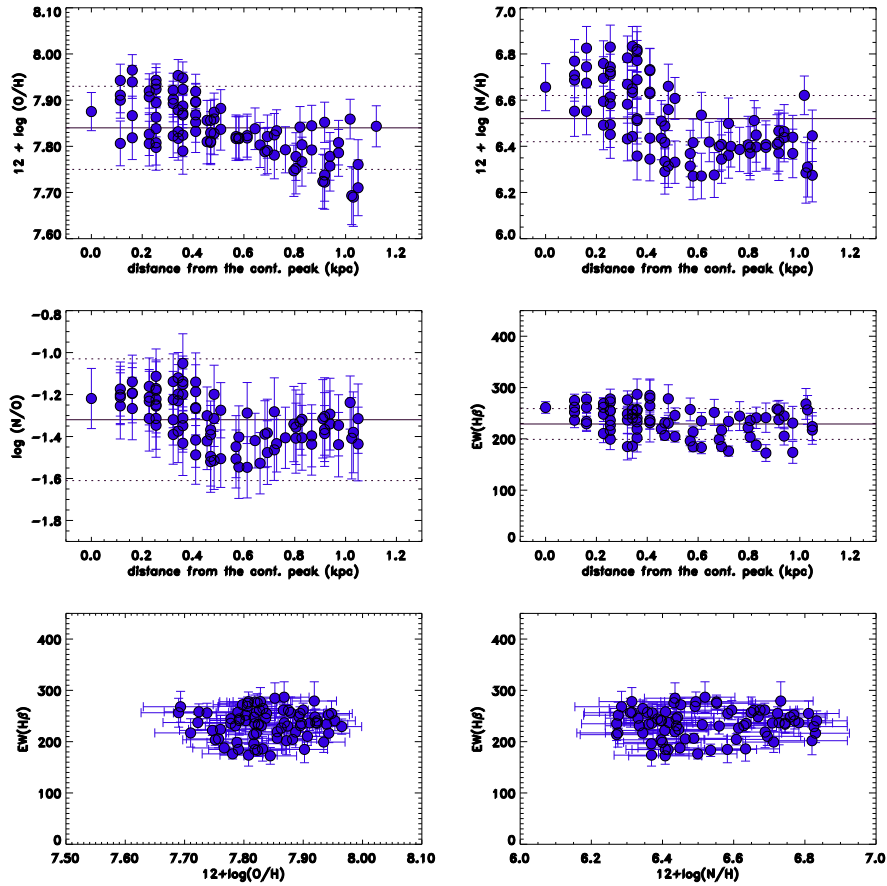 8.10
8.00
7.90
7.80
7.70
7.60
12 + log (O/H)
0.0 0.2 0.4 0.6 0.8 1.0 1.2
distance from the cont. peak (kpc)
7.0
6.8
6.6
6.4
6.2
6.0
12 + log (N/H)
0.0 0.2 0.4 0.6 0.8 1.0 1.2
distance from the cont. peak (kpc)
−0.8
−1.0
−1.2
−1.4
−1.6
−1.8
log (N/O)
0.0 0.2 0.4 0.6 0.8 1.0 1.2
distance from the cont. peak (kpc)
400
300
200
100
0
EW(Hβ)
0.0 0.2 0.4 0.6 0.8 1.0 1.2
distance from the cont. peak (kpc)
400
300
200
100
0
EW(Hβ)
7.50 7.60 7.70 7.80 7.90 8.00 8.10
12+log(O/H)
400
300
200
100
0
EW(Hβ)
6.0 6.2 6.4 6.6 6.8 7.0
12+log(N/H)